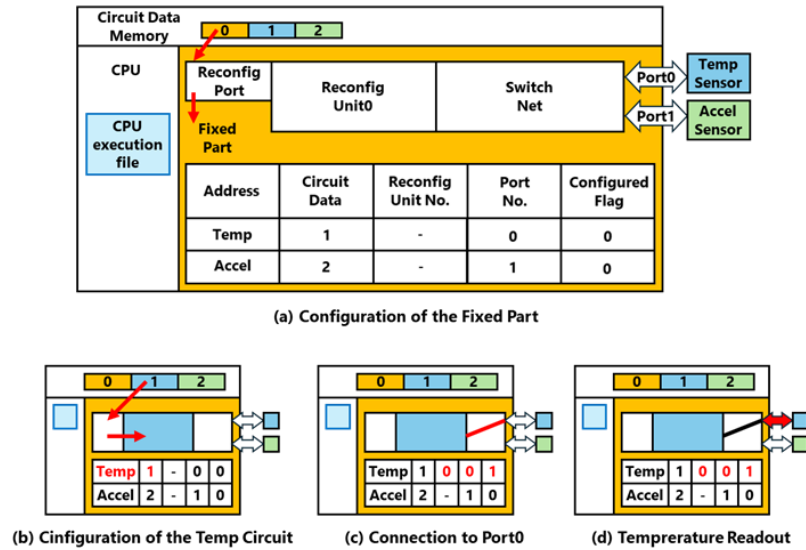 Circuit Data
Memory
0 1 2
CPU
CPU
execution
file
Reconfig
Port
Reconfig
Unit0
Switch
Net
Port0
Temp
Sensor
Port1
Accel
Sensor
Fixed
Part
Address Circuit Data Reconfig Unit No. Port No. Configured Flag
Temp 1 - 0 0
Accel 2 - 1 0
(a) Configuration of the Fixed Part
0 1 2
Temp 1 - 0 0
Accel 2 - 1 0
(b) Cinfiguration of the Temp Circuit
0 1 2
Temp 1 0 0 1
Accel 2 - 1 0
(c) Connection to Port0
0 1 2
Temp 1 0 0 1
Accel 2 - 1 0
(d) Temprerature Readout